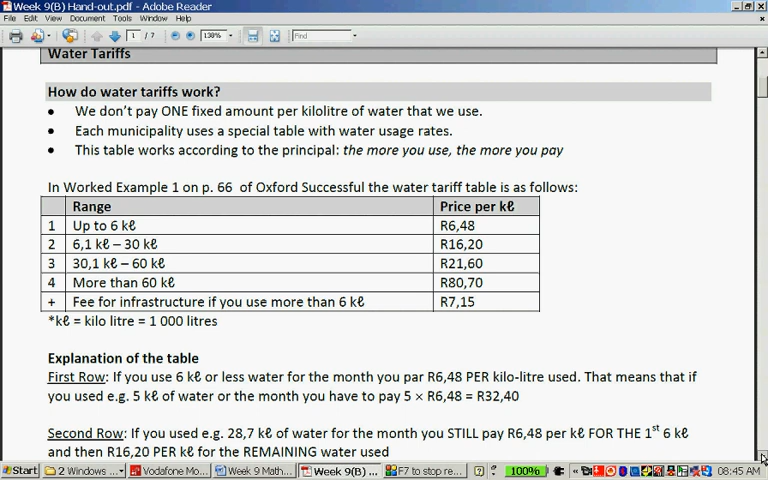 Week 9(B) Hand-out.pdf - Adobe Reader
File Edit View Document Tools Window Help
1 / 7 138% Find
Water Tariffs
How do water tariffs work?
• We don't pay ONE fixed amount per kilolitre of water that we use.
• Each municipality uses a special table with water usage rates.
• This table works according to the principal: the more you use, the more you pay
In Worked Example 1 on p. 66 of Oxford Successful the water tariff table is as follows:
Range Price per kℓ
1 Up to 6 kℓ R6,48
2 6,1 kℓ – 30 kℓ R16,20
3 30,1 kℓ – 60 kℓ R21,60
4 More than 60 kℓ R80,70
+ Fee for infrastructure if you use more than 6 kℓ R7,15
*kℓ = kilo litre = 1 000 litres
Explanation of the table
First Row: If you use 6 kℓ or less water for the month you par R6,48 PER kilo-litre used. That means that if
you used e.g. 5 kℓ of water or the month you have to pay 5 × R6,48 = R32,40
Second Row: If you used e.g. 28,7 kℓ of water for the month you STILL pay R6,48 per kℓ FOR THE 1st 6 kℓ
and then R16,20 PER kℓ for the REMAINING water used
Start 2 Windows ... Vodafone Mo... Week 9 Math... Week 9(B) ... F7 to stop re... 100% 08:45 AM